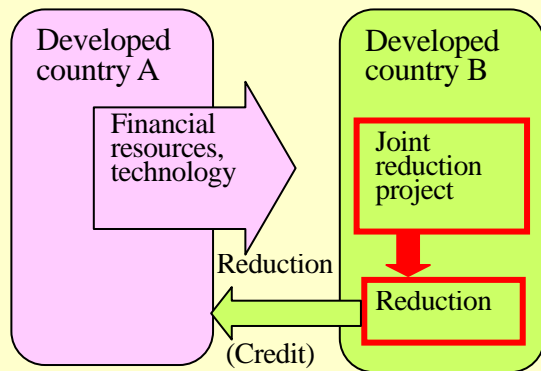 Developed
country A
Developed
country B
Financial
resources,
technology
Joint
reduction
project
Reduction
Reduction
(Credit)